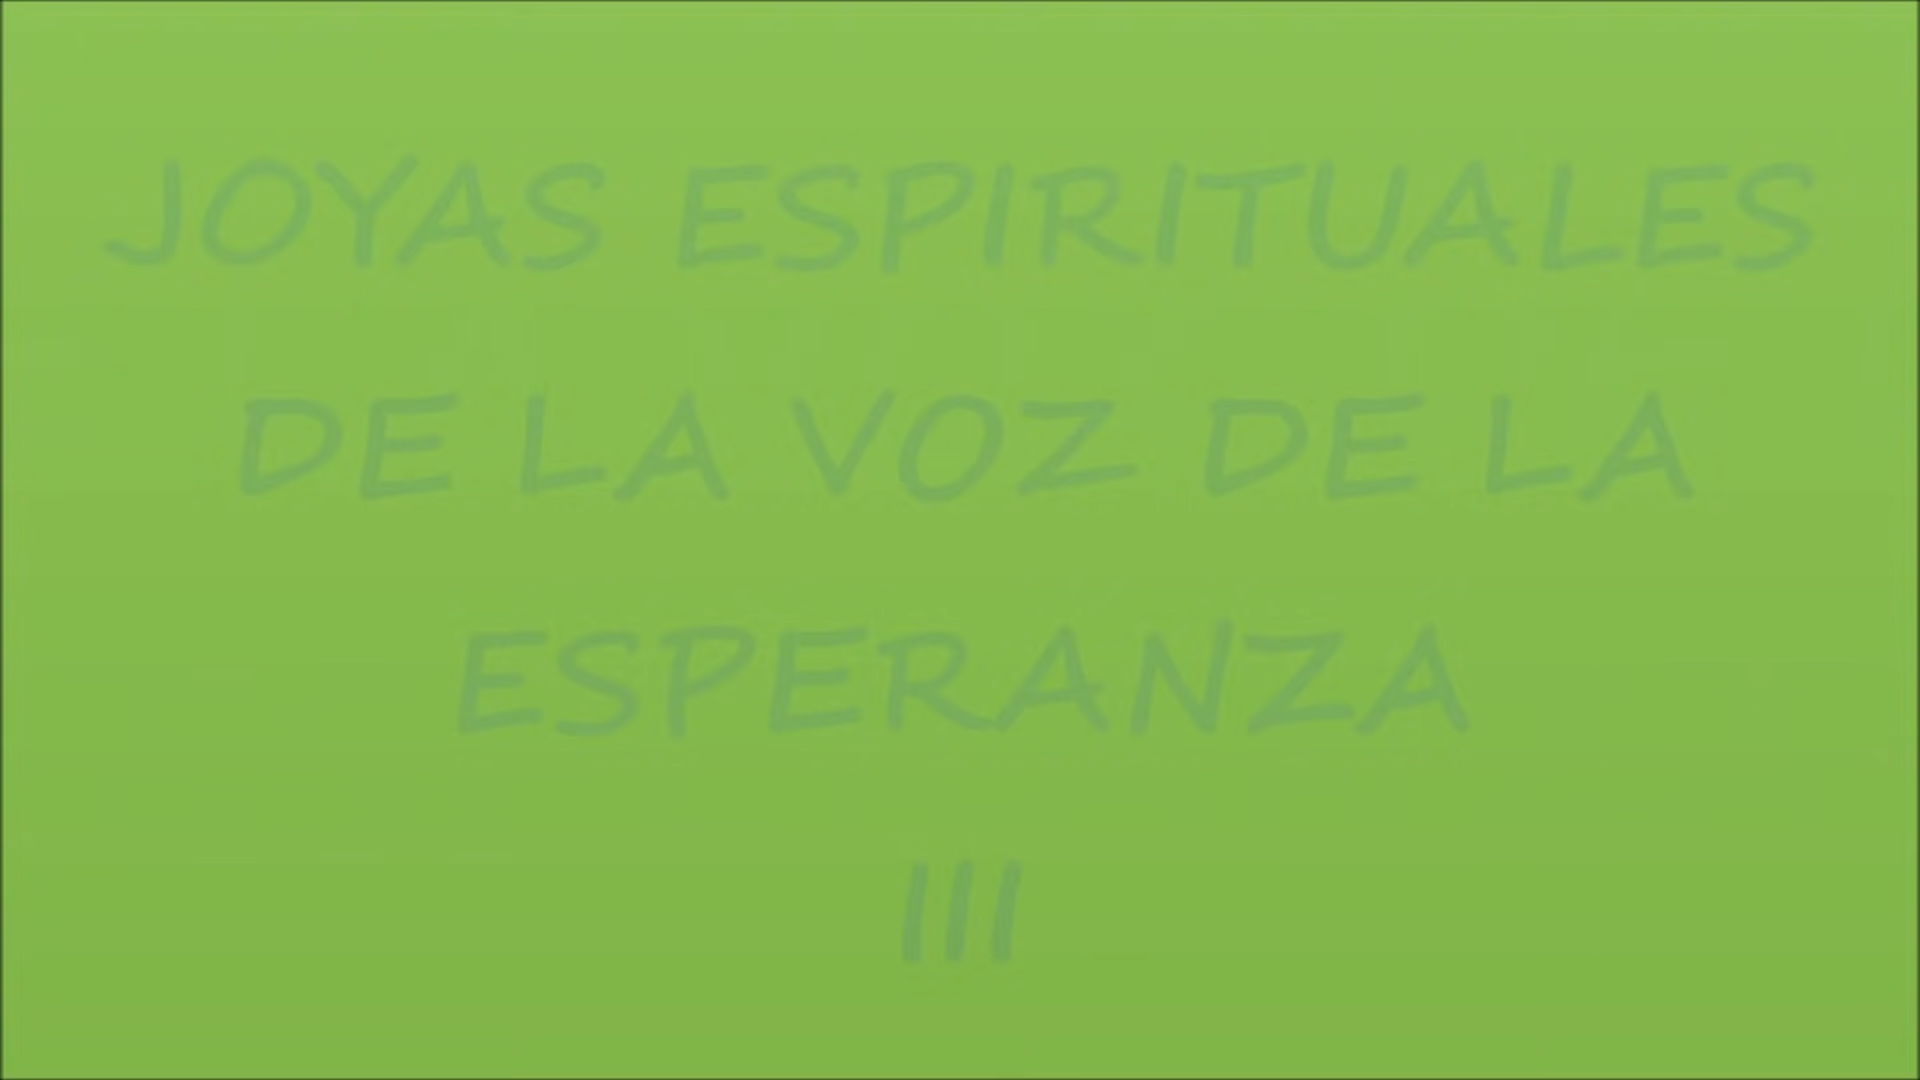 JOYAS ESPIRITUALES
DE LA VOZ DE LA
ESPERANZA
III